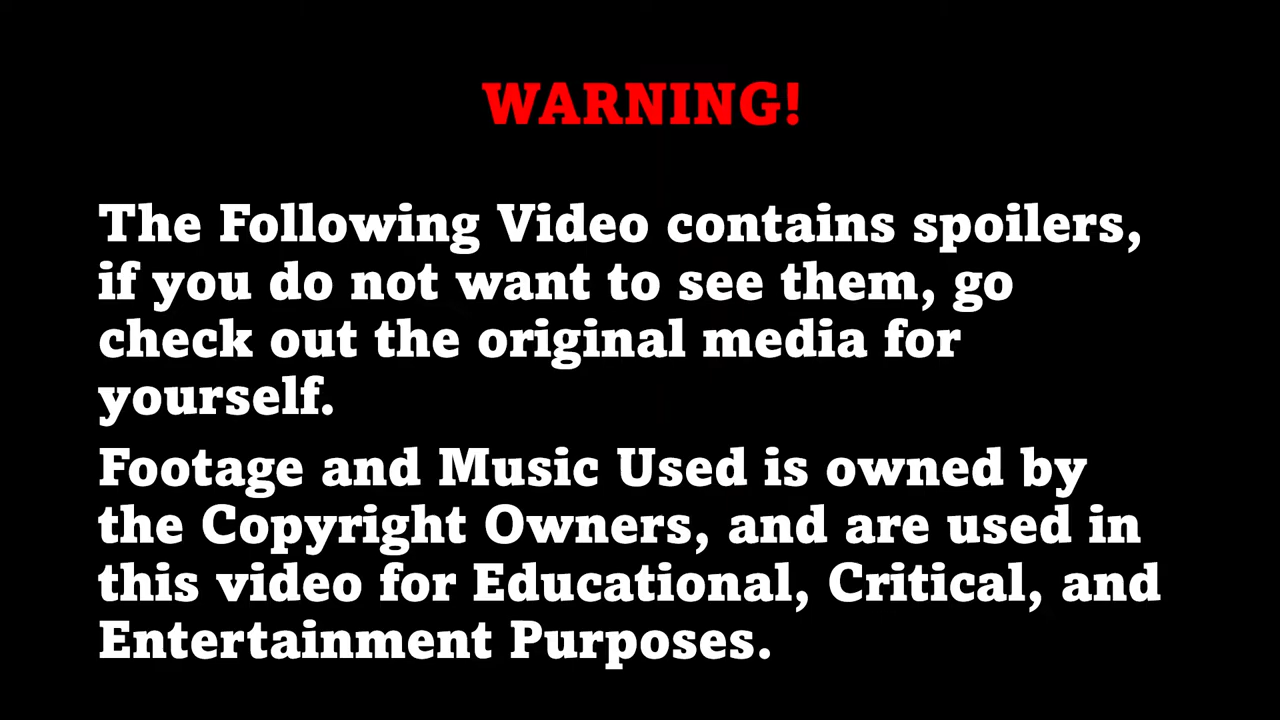 WARNING!
The Following Video contains spoilers,
if you do not want to see them, go
check out the original media for
yourself.
Footage and Music Used is owned by
the Copyright Owners, and are used in
this video for Educational, Critical, and
Entertainment Purposes.